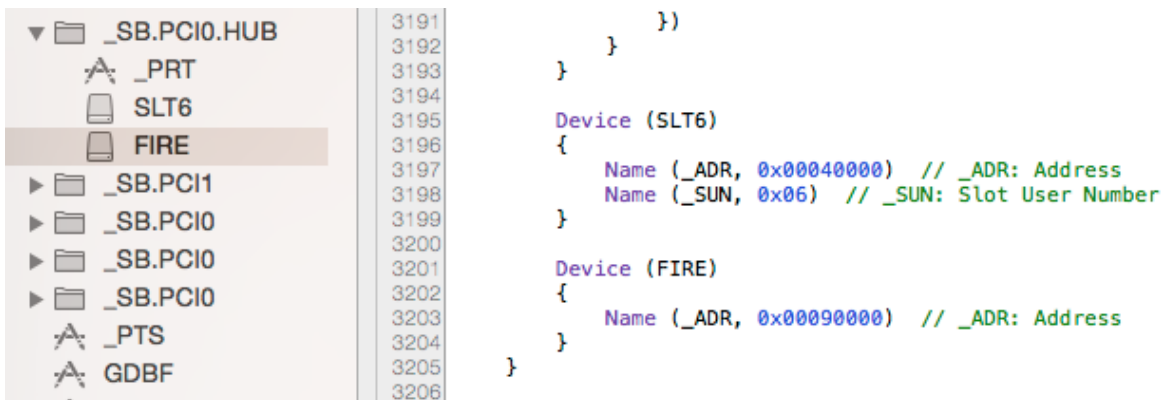 _SB.PCI0.HUB
_PRT
SLT6
FIRE
_SB.PCI1
_SB.PCI0
_SB.PCI0
_SB.PCI0
_PTS
GDBF
3191 })
3192 }
3193 }
3194
3195 Device (SLT6)
3196 {
3197 Name (_ADR, 0x00040000) // _ADR: Address
3198 Name (_SUN, 0x06) // _SUN: Slot User Number
3199 }
3200
3201 Device (FIRE)
3202 {
3203 Name (_ADR, 0x00090000) // _ADR: Address
3204 }
3205 }
3206